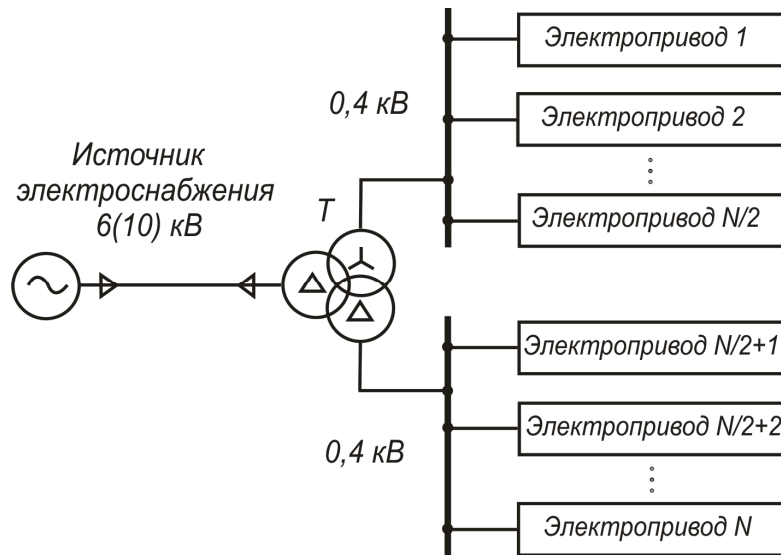 Электропривод 1
0,4 кВ
Электропривод 2
Источник
электроснабжения
6(10) кВ
Т
Электропривод N/2
Электропривод N/2+1
Электропривод N/2+2
0,4 кВ
Электропривод N